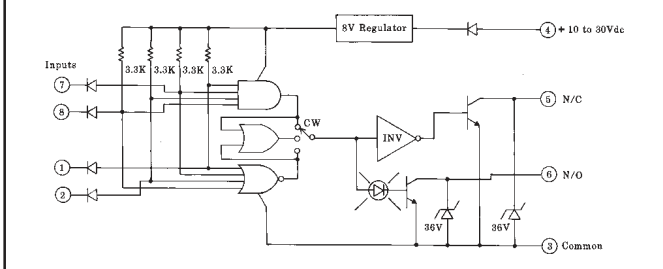 8V Regulator
4 + 10 to 30Vdc
Inputs
3.3K 3.3K 3.3K 3.3K
7
8
5 N/C
CW
INV
1
6 N/O
2
36V 36V
3 Common